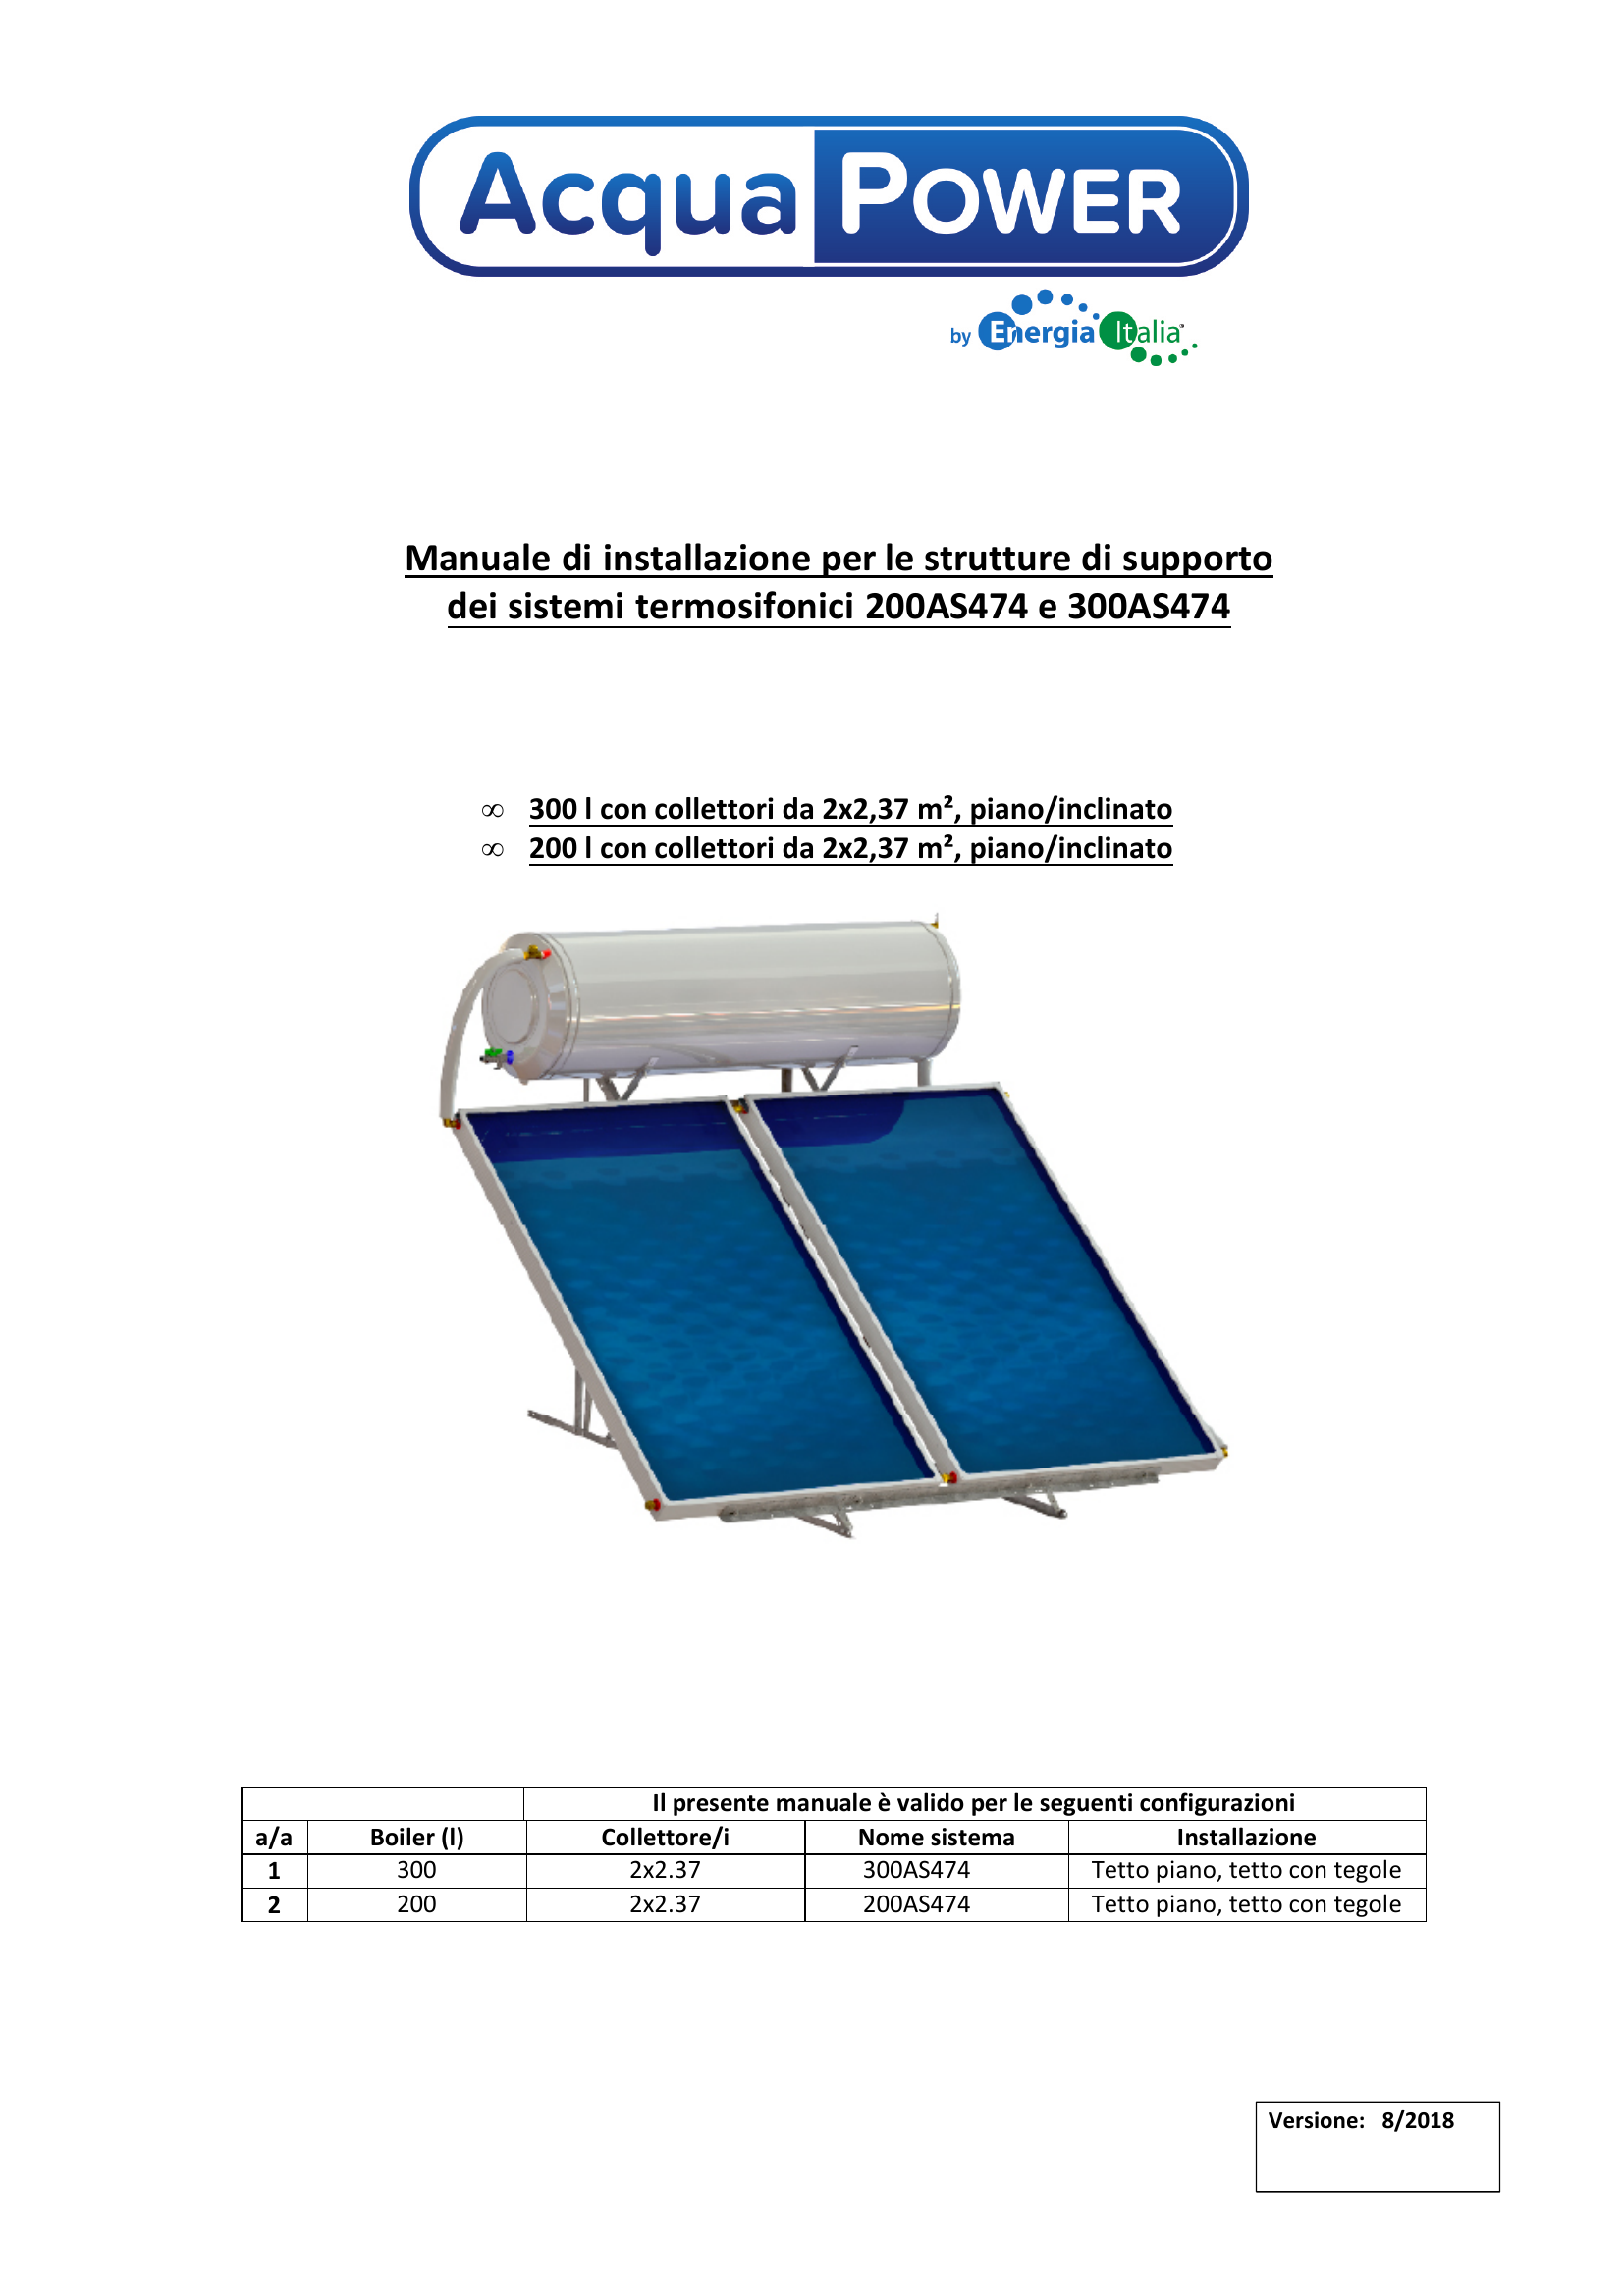 Acqua POWER
by Energia Italia®
Manuale di installazione per le strutture di supporto
dei sistemi termosifonici 200AS474 e 300AS474
∞ 300 l con collettori da 2x2,37 m², piano/inclinato
∞ 200 l con collettori da 2x2,37 m², piano/inclinato
Il presente manuale è valido per le seguenti configurazioni
a/a Boiler (l) Collettore/i Nome sistema Installazione
1 300 2x2.37 300AS474 Tetto piano, tetto con tegole
2 200 2x2.37 200AS474 Tetto piano, tetto con tegole
Versione: 8/2018